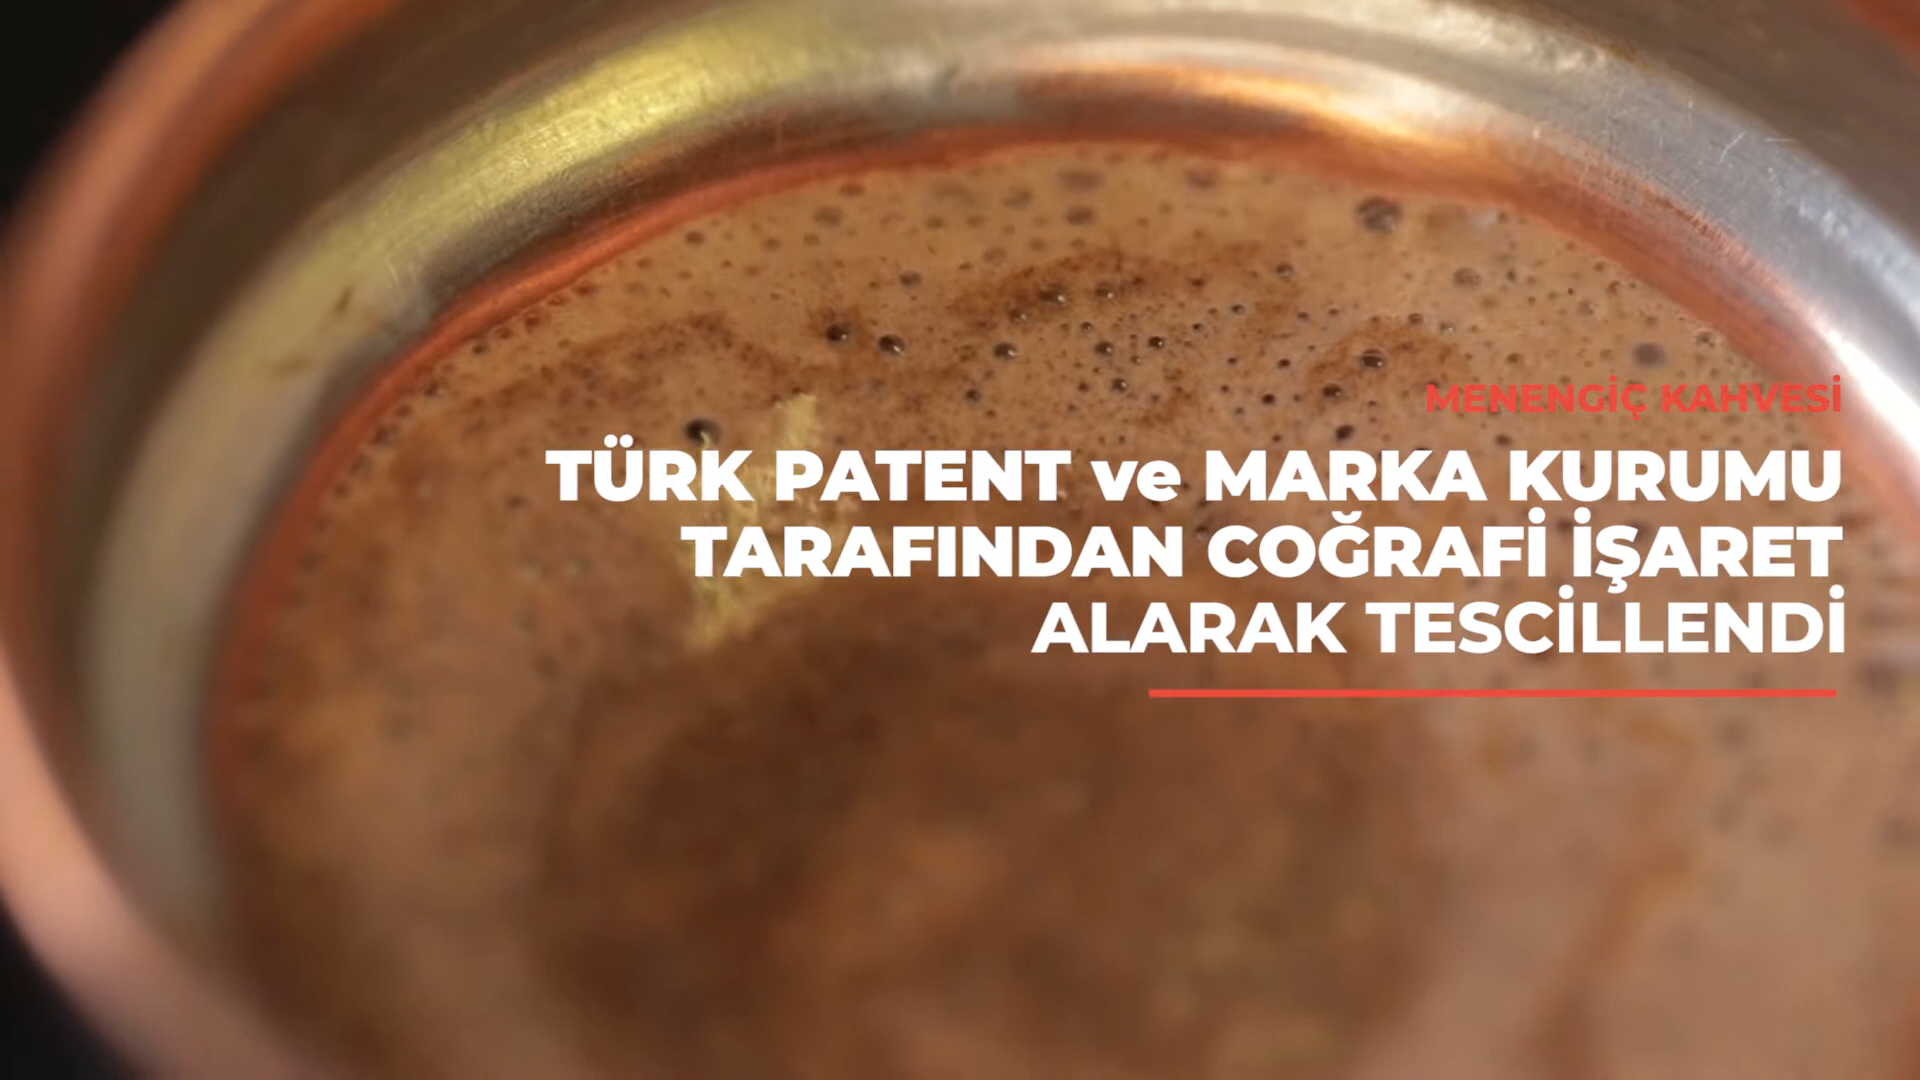 MENENGİÇ KAHVESİ
TÜRK PATENT ve MARKA KURUMU
TARAFINDAN COĞRAFİ İŞARET
ALARAK TESCİLLENDİ